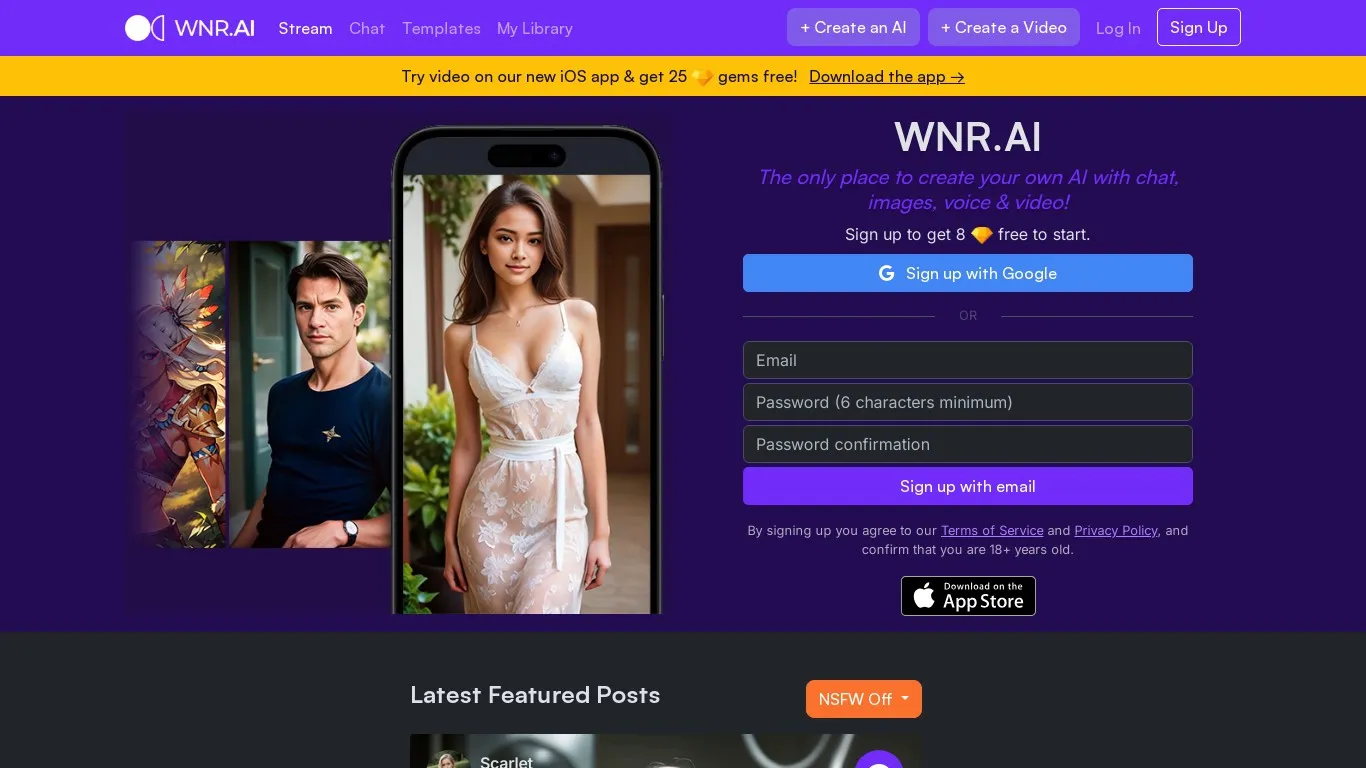 WNR.AI Stream Chat Templates My Library + Create an AI + Create a Video Log In Sign Up
Try video on our new iOS app & get 25 gems free! Download the app →
WNR.AI
The only place to create your own AI with chat,
images, voice & video!
Sign up to get 8 free to start.
Sign up with Google
OR
Email
Password (6 characters minimum)
Password confirmation
Sign up with email
By signing up you agree to our Terms of Service and Privacy Policy, and
confirm that you are 18+ years old.
Download on the
App Store
Latest Featured Posts
NSFW Off
Scarlet